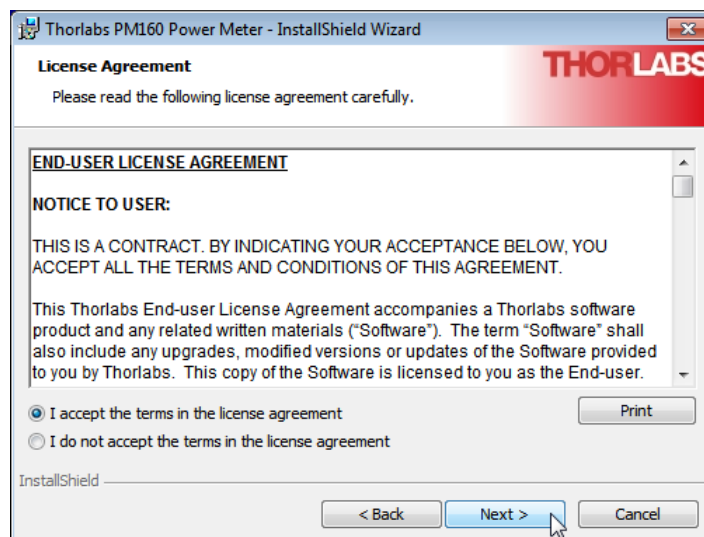 Thorlabs PM160 Power Meter - InstallShield Wizard
License Agreement
THORLABS
Please read the following license agreement carefully.
END-USER LICENSE AGREEMENT
NOTICE TO USER:
THIS IS A CONTRACT. BY INDICATING YOUR ACCEPTANCE BELOW, YOU
ACCEPT ALL THE TERMS AND CONDITIONS OF THIS AGREEMENT.
This Thorlabs End-user License Agreement accompanies a Thorlabs software
product and any related written materials (“Software”). The term “Software” shall
also include any upgrades, modified versions or updates of the Software provided
to you by Thorlabs. This copy of the Software is licensed to you as the End-user.
I accept the terms in the license agreement
Print
I do not accept the terms in the license agreement
InstallShield
< Back
Next >
Cancel